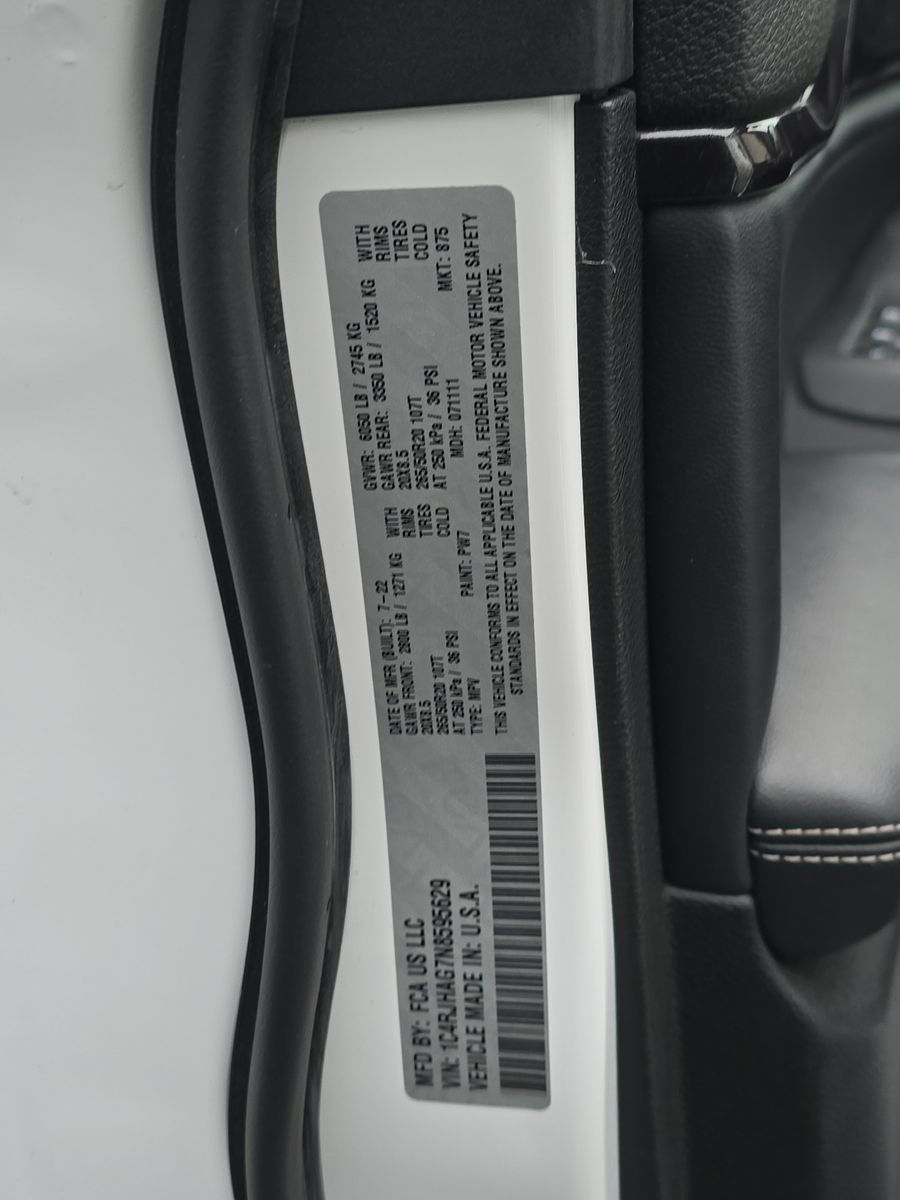 MFD BY: FCA US LLC
VIN: 1C4RJHAG7N8595629
VEHICLE MADE IN: U.S.A.
DATE OF MFR (BUILT): 7-22 GVWR: 6050 LB / 2745 KG
GAWR FRONT: 2800 LB / 1271 KG WITH GAWR REAR: 3350 LB / 1520 KG WITH
20X8.5 RIMS 20X8.5 RIMS
265/50R20 107T TIRES 265/50R20 107T TIRES
AT 250 kPa / 36 PSI COLD AT 250 kPa / 36 PSI COLD
TYPE: MPV PAINT: PW7 MDH: 071111 MKT: 875
THIS VEHICLE CONFORMS TO ALL APPLICABLE U.S.A. FEDERAL MOTOR VEHICLE SAFETY
STANDARDS IN EFFECT ON THE DATE OF MANUFACTURE SHOWN ABOVE.